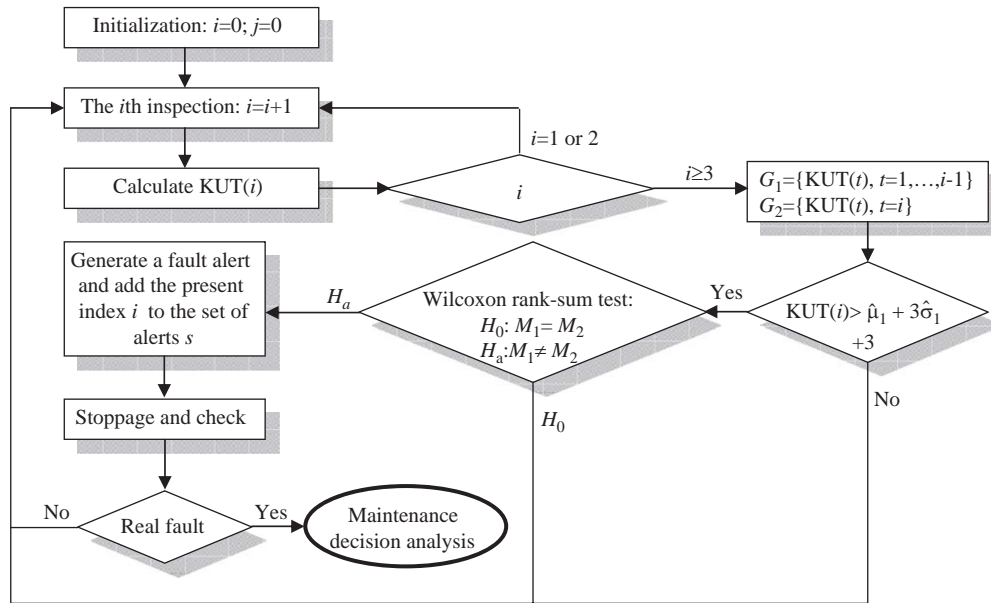 Initialization: i=0; j=0
The ith inspection: i=i+1
i=1 or 2
Calculate KUT(i)
i
i≥3
G₁={KUT(t), t=1,…,i-1}
G₂={KUT(t), t=i}
Generate a fault alert
and add the present
index i to the set of
alerts s
Hₐ
Wilcoxon rank-sum test:
H₀: M₁= M₂
Hₐ:M₁≠ M₂
Yes
KUT(i)> μ̂₁ + 3σ̂₁
+3
No
H₀
Stoppage and check
No
Real fault
Yes
Maintenance
decision analysis